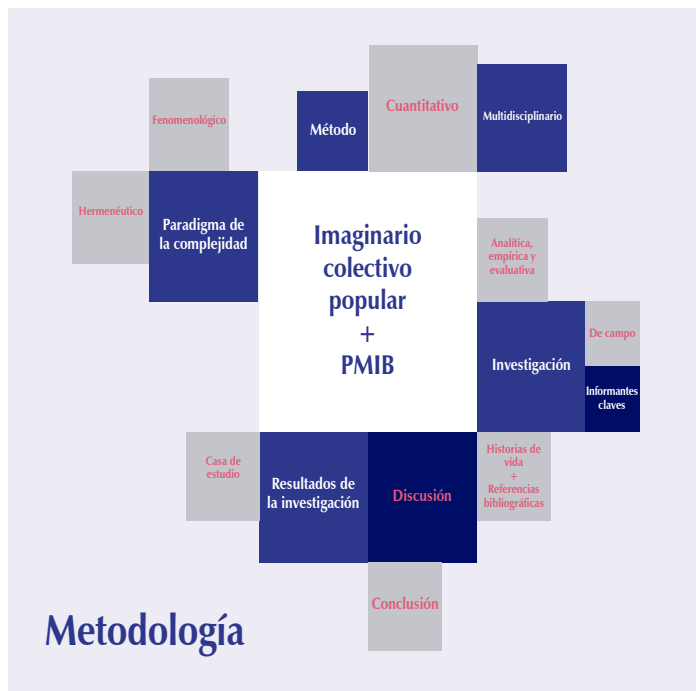 Fenomenológico
Método
Cuantitativo
Multidisciplinario
Hermenéutico
Paradigma de
la complejidad
Imaginario
colectivo
popular
+
PMIB
Analítica,
empírica y
evaluativa
Investigación
De campo
Informantes
claves
Casa de
estudio
Resultados de
la investigación
Discusión
Historias de
vida
+
Referencias
bibliográficas
Conclusión
Metodología